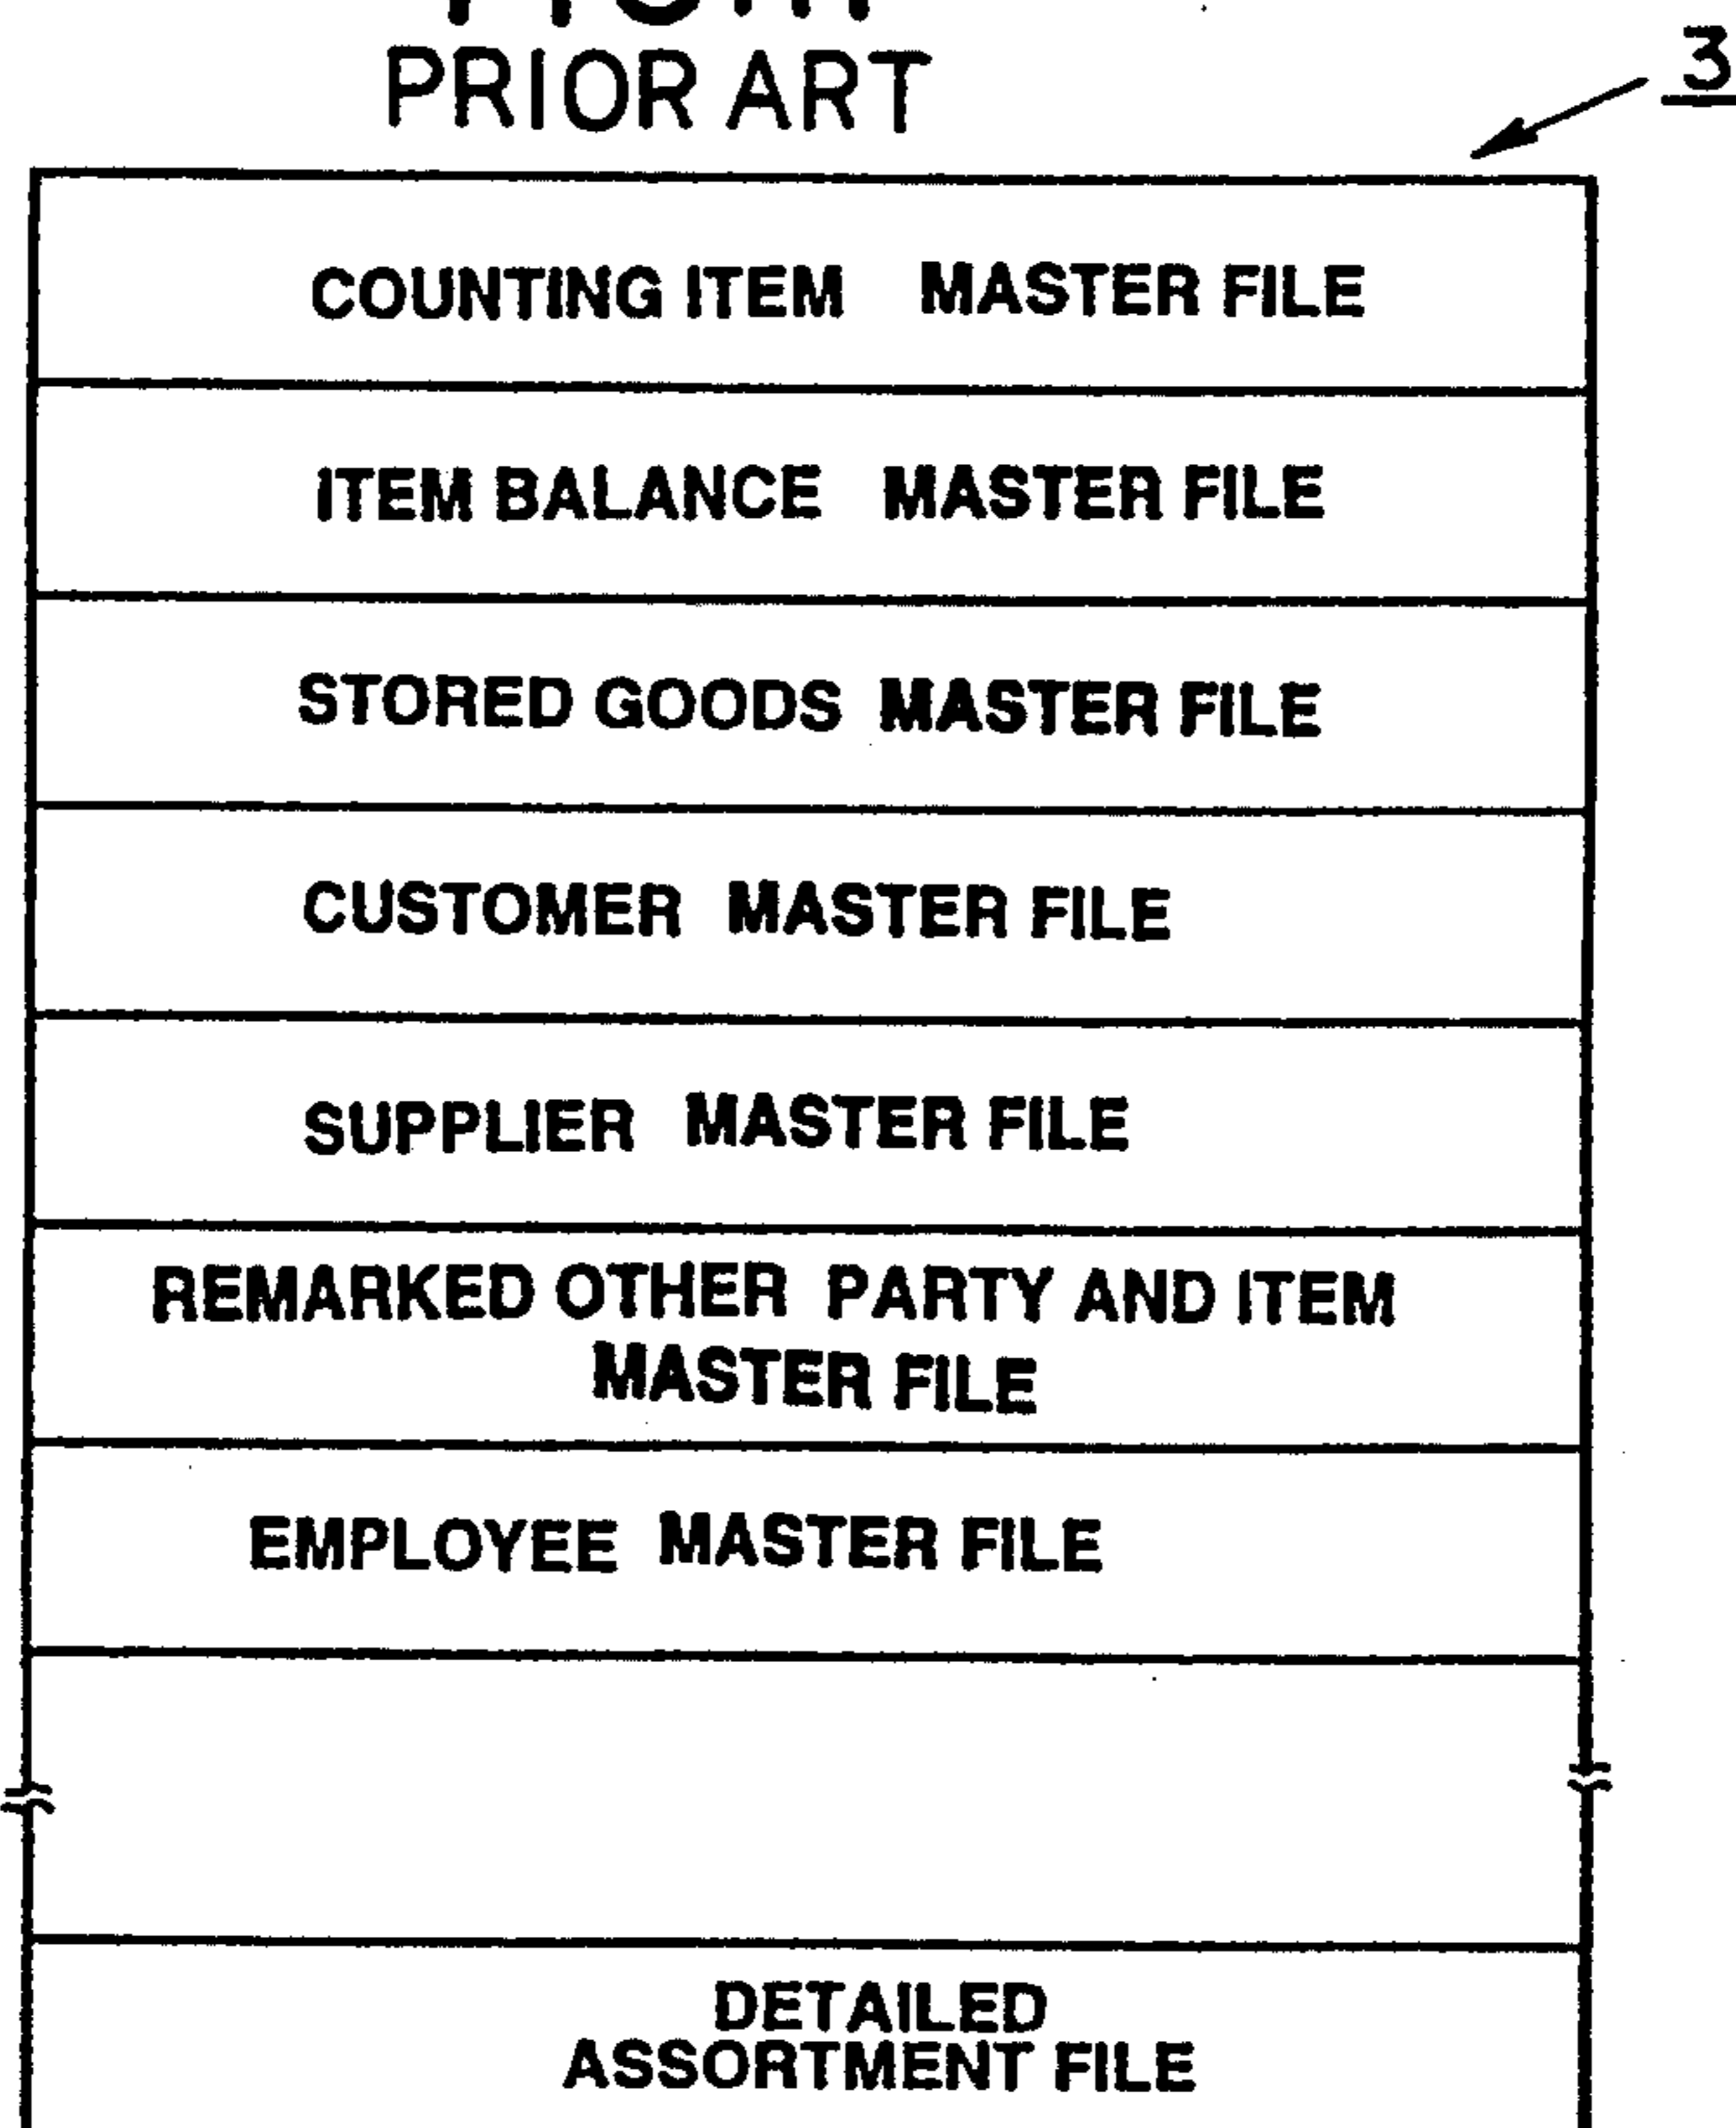 PRIOR ART
3
COUNTING ITEM MASTER FILE
ITEM BALANCE MASTER FILE
STORED GOODS MASTER FILE
CUSTOMER MASTER FILE
SUPPLIER MASTER FILE
REMARKED OTHER PARTY AND ITEM
MASTER FILE
EMPLOYEE MASTER FILE
DETAILED
ASSORTMENT FILE